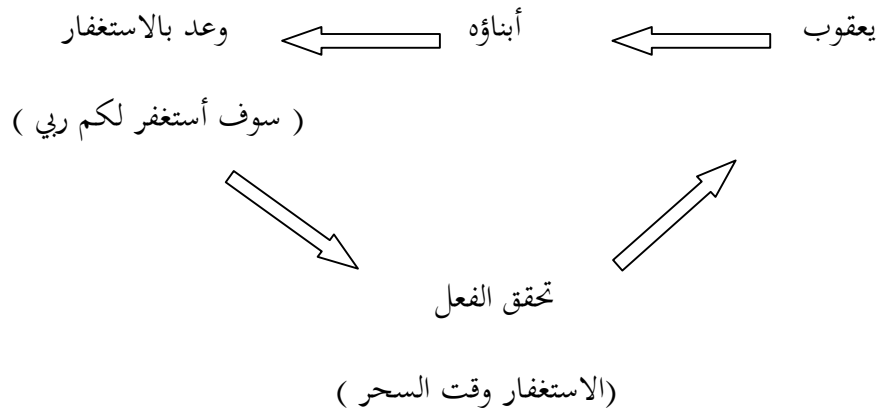 يعقوب أبناؤه وعد بالاستغفار
( سوف أستغفر لكم ربي )
تحقق الفعل
(الاستغفار وقت السحر )